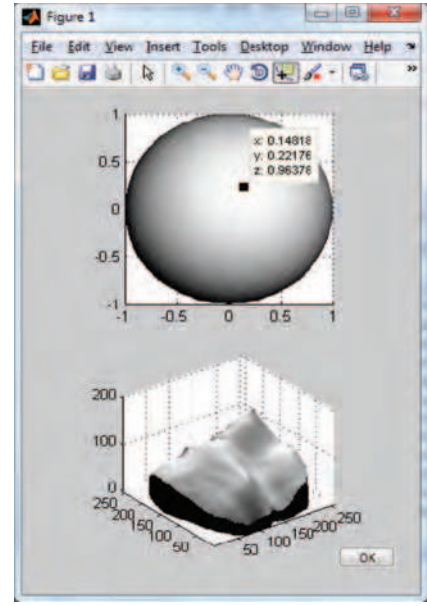 Figure 1
File Edit View Insert Tools Desktop Window Help
1
0.5
0
-0.5
-1
x: 0.14818
y: 0.22176
z: 0.96376
-1 -0.5 0 0.5 1
200
100
0
250
200
150
100
50
50
100
150
200
250
OK